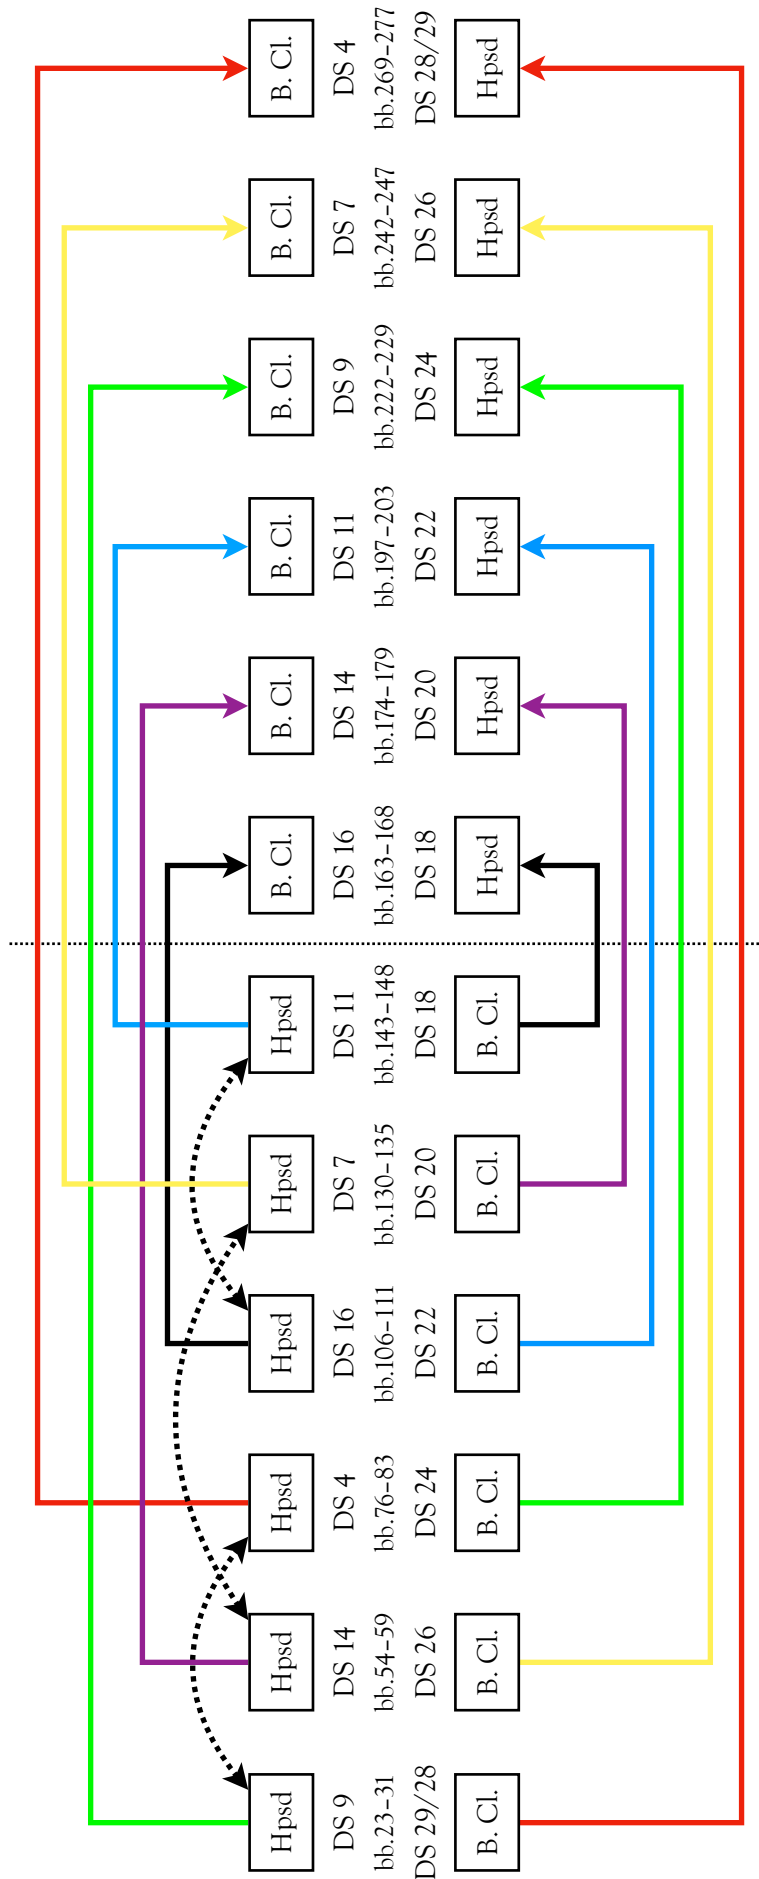 Hpsd Hpsd Hpsd Hpsd Hpsd Hpsd B. Cl. B. Cl. B. Cl. B. Cl. B. Cl. B. Cl.
DS 9 DS 14 DS 4 DS 16 DS 7 DS 11 DS 16 DS 14 DS 11 DS 9 DS 7 DS 4
bb.23-31 bb.54-59 bb.76-83 bb.106-111 bb.130-135 bb.143-148 bb.163-168 bb.174-179 bb.197-203 bb.222-229 bb.242-247 bb.269-277
DS 29/28 DS 26 DS 24 DS 22 DS 20 DS 18 DS 18 DS 20 DS 22 DS 24 DS 26 DS 28/29
B. Cl. B. Cl. B. Cl. B. Cl. B. Cl. B. Cl. Hpsd Hpsd Hpsd Hpsd Hpsd Hpsd